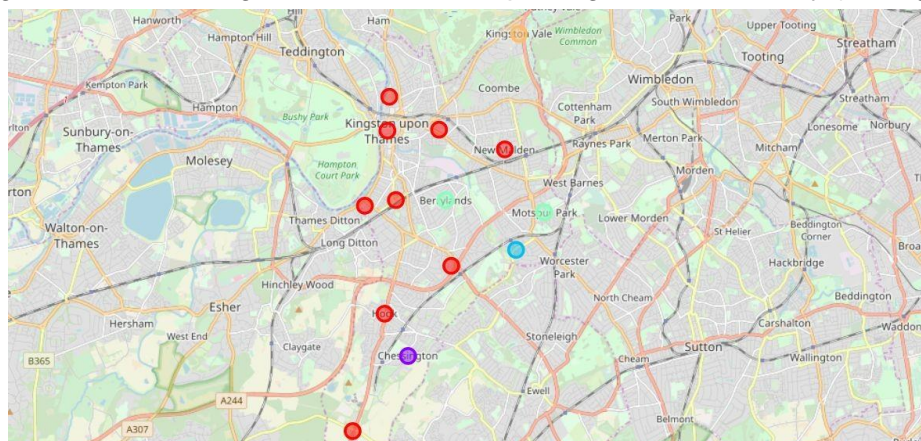 Hanworth
Ham
Kingston Vale
Wimbledon
Common
Park
Upper Tooting
Hampton Hill
Teddington
Tooting
Streatham
Kempton Park
Coombe
Wimbledon
Hampton
Bushy Park
Cottenham
Park
South Wimbledon
Streatham
Sunbury-on-
Thames
Kingston upon
Thames
Raynes Park
Merton Park
Lonesome
Norbury
Molesey
Hampton
Court Park
New Malden
Mitcham
Morden
West Barnes
Berrylands
Motspur Park
Lower Morden
Thames Ditton
Walton-on-
Thames
Long Ditton
St Helier
Beddington
Corner
Worcester
Park
Hackbridge
Hinchley Wood
North Cheam
Beddington
Esher
Hook
Hersham
West End
Claygate
Stoneleigh
Carshalton
Waddon
Chessington
Sutton
B365
Cheam
Wallington
Ewell
A244
Belmont
A307